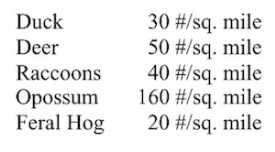 Duck 30 #/sq. mile
Deer 50 #/sq. mile
Raccoons 40 #/sq. mile
Opossum 160 #/sq. mile
Feral Hog 20 #/sq. mile